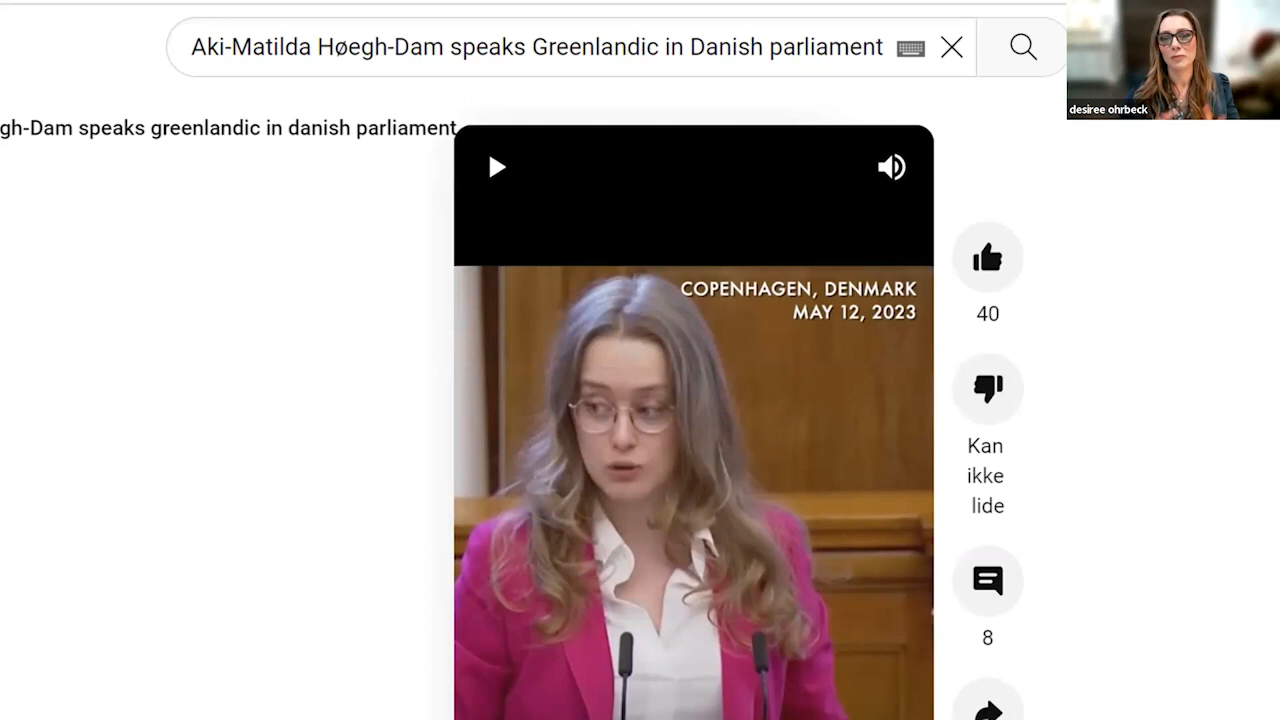 Aki-Matilda Høegh-Dam speaks Greenlandic in Danish parliament
desiree ohrbeck
gh-Dam speaks greenlandic in danish parliament
COPENHAGEN, DENMARK
MAY 12, 2023
40
Kan
ikke
lide
8